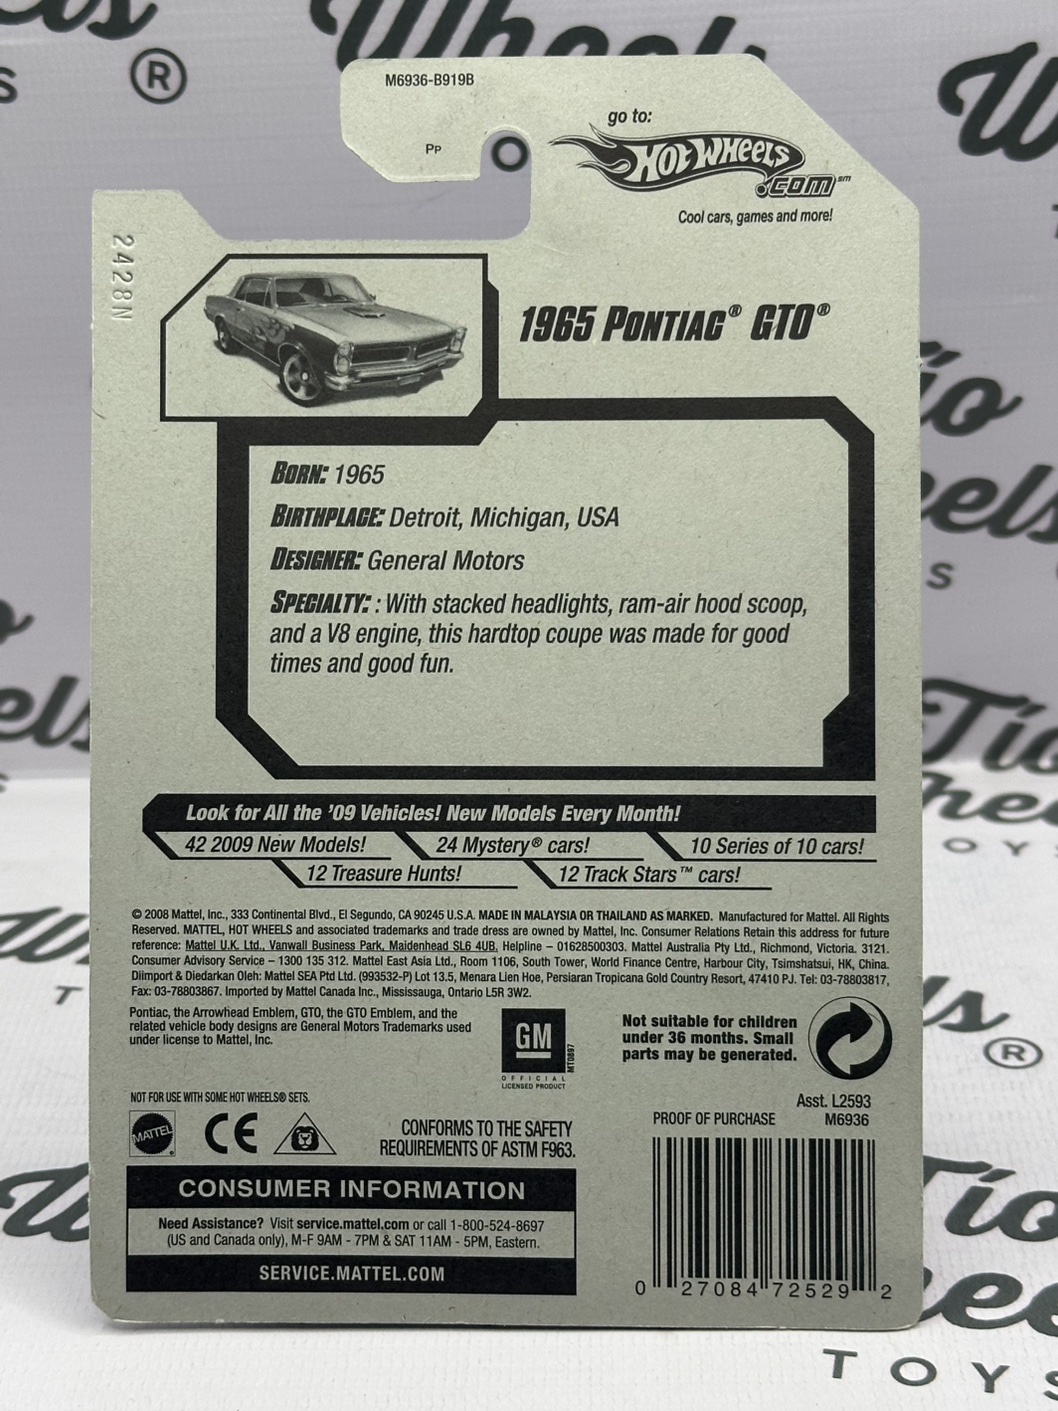 Wheels
®
M6936-B919B
PP
go to:
HOT WHEELS
.COM℠
Cool cars, games and more!
2428N
1965 PONTIAC® GTO®
BORN: 1965
BIRTHPLACE: Detroit, Michigan, USA
DESIGNER: General Motors
SPECIALTY: : With stacked headlights, ram-air hood scoop,
and a V8 engine, this hardtop coupe was made for good
times and good fun.
Look for All the '09 Vehicles! New Models Every Month!
42 2009 New Models!
24 Mystery® cars!
10 Series of 10 cars!
12 Treasure Hunts!
12 Track Stars™ cars!
© 2008 Mattel, Inc., 333 Continental Blvd., El Segundo, CA 90245 U.S.A. MADE IN MALAYSIA OR THAILAND AS MARKED. Manufactured for Mattel. All Rights
Reserved. MATTEL, HOT WHEELS and associated trademarks and trade dress are owned by Mattel, Inc. Consumer Relations Retain this address for future
reference: Mattel U.K. Ltd., Vanwall Business Park, Maidenhead SL6 4UB. Helpline – 01628500303. Mattel Australia Pty Ltd., Richmond, Victoria. 3121.
Consumer Advisory Service – 1300 135 312. Mattel East Asia Ltd., Room 1106, South Tower, World Finance Centre, Harbour City, Tsimshatsui, HK, China.
Diimport & Diedarkan Oleh: Mattel SEA Ptd Ltd. (993532-P) Lot 13.5, Menara Lien Hoe, Persiaran Tropicana Gold Country Resort, 47410 PJ. Tel: 03-78803817,
Fax: 03-78803867. Imported by Mattel Canada Inc., Mississauga, Ontario L5R 3W2.
Pontiac, the Arrowhead Emblem, GTO, the GTO Emblem, and the
related vehicle body designs are General Motors Trademarks used
under license to Mattel, Inc.
GM
MT0897
OFFICIAL
LICENSED PRODUCT
Not suitable for children
under 36 months. Small
parts may be generated.
NOT FOR USE WITH SOME HOT WHEELS® SETS.
MATTEL
CE
CONFORMS TO THE SAFETY
REQUIREMENTS OF ASTM F963.
Asst. L2593
PROOF OF PURCHASE M6936
CONSUMER INFORMATION
Need Assistance? Visit service.mattel.com or call 1-800-524-8697
(US and Canada only), M-F 9AM - 7PM & SAT 11AM - 5PM, Eastern.
SERVICE.MATTEL.COM
0 27084 72529 2
Tío
Wheels
®
TOYS